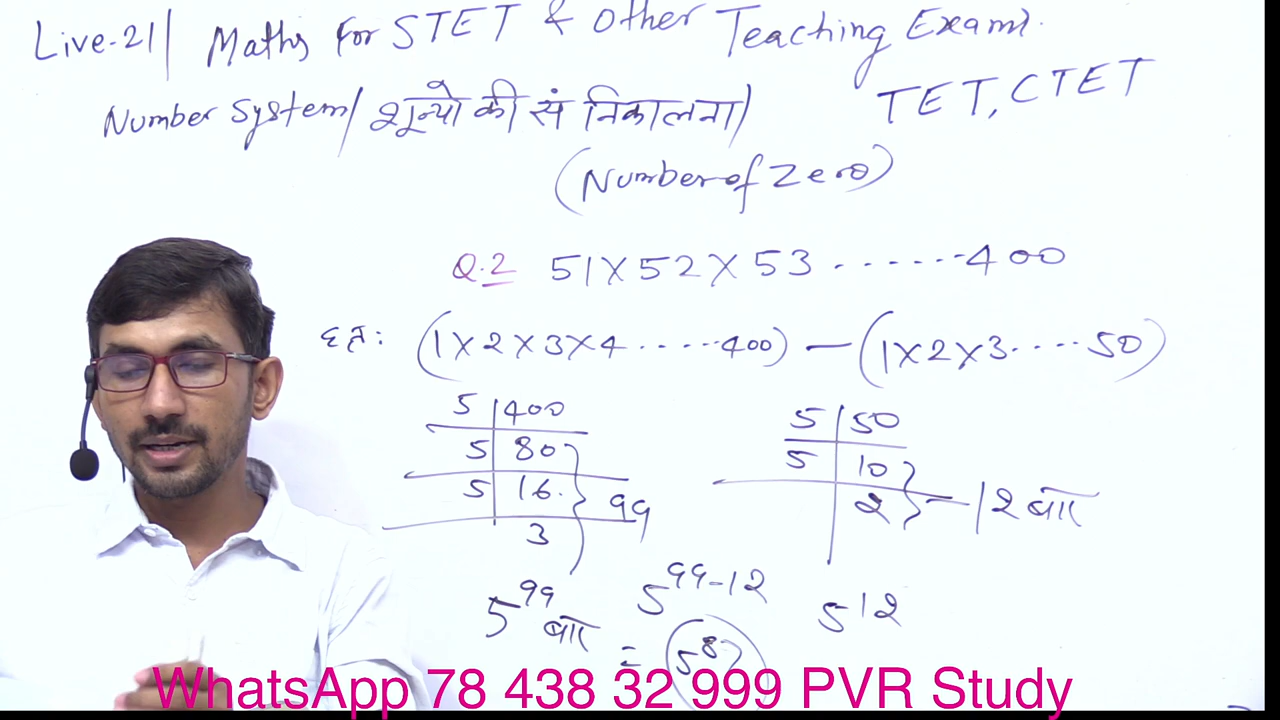 Live-21| Maths For STET & Other Teaching Exams.
Number System/ शून्यो की सं निकालना/ TET, CTET
(Number of Zero)
Q.2 51×52×53.......400
हल: (1×2×3×4.....400) — (1×2×3....50)
5|400
5|80
5|16.
3
99
5|50
5|10
2
— 12 बार
5^99 बार
5^99-12
5^12
= 5^87
WhatsApp 78 438 32 999 PVR Study